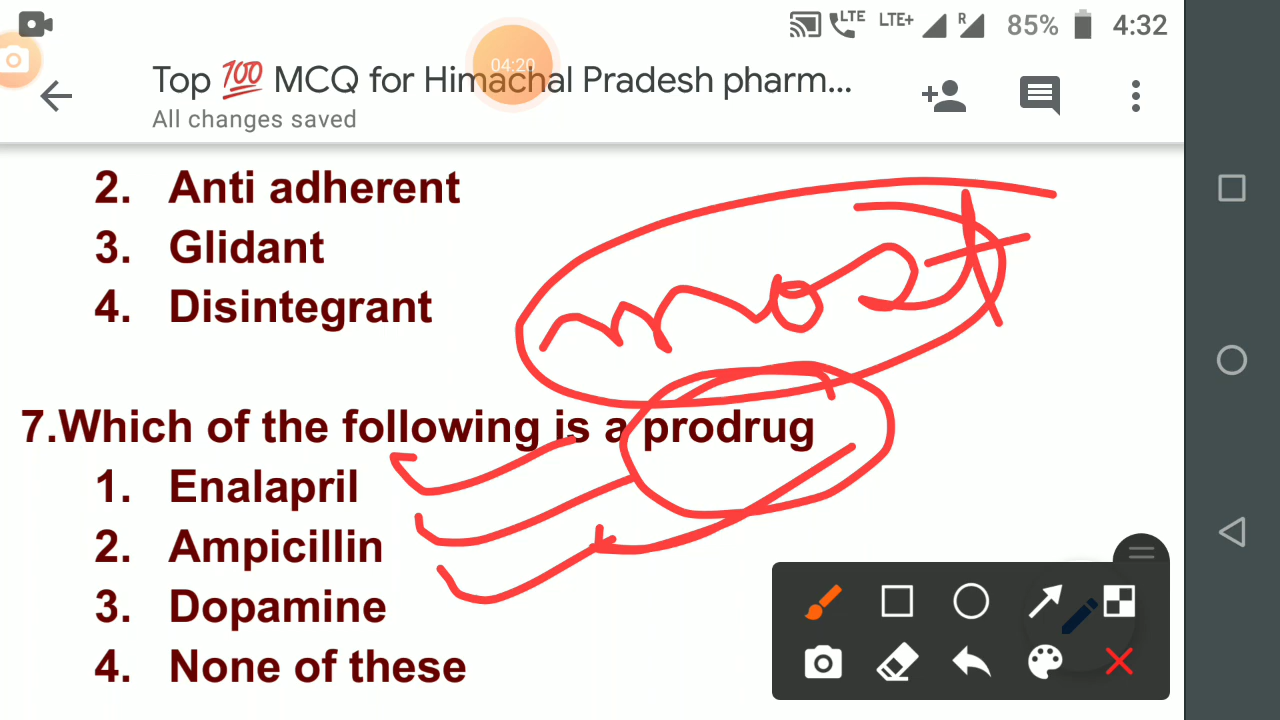 LTE LTE+ R 85% 4:32
04:20
Top 💯 MCQ for Himachal Pradesh pharm...
All changes saved
2. Anti adherent
3. Glidant
4. Disintegrant
most
7.Which of the following is a prodrug
1. Enalapril
2. Ampicillin
3. Dopamine
4. None of these